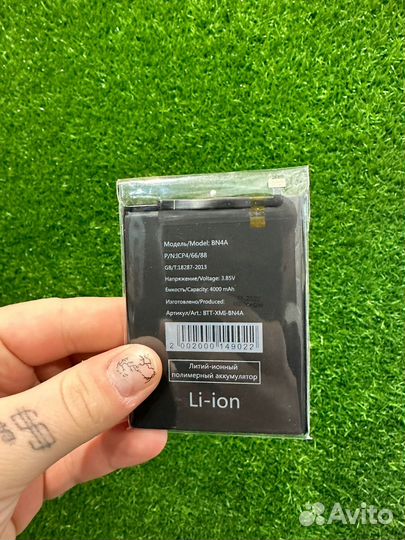 Модель/Model: BN4A
P/N:ICP4/66/88
GB/T:18287-2013
Напряжение/Voltage: 3.85V
Емкость/Capacity: 4000 mAh
Изготовлено/Produced:
Артикул/Art.: BTT-XMI-BN4A
2 002000 149022
Литий-ионный
полимерный аккумулятор
Li-ion
Avito